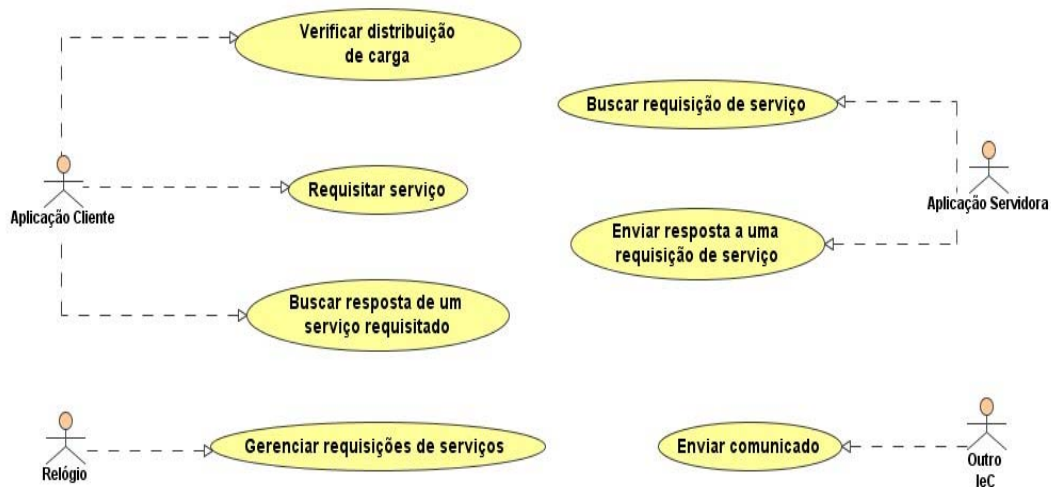 Verificar distribuição
de carga
Buscar requisição de serviço
Requisitar serviço
Aplicação Cliente
Aplicação Servidora
Enviar resposta a uma
requisição de serviço
Buscar resposta de um
serviço requisitado
Gerenciar requisições de serviços
Enviar comunicado
Relógio
Outro
IeC